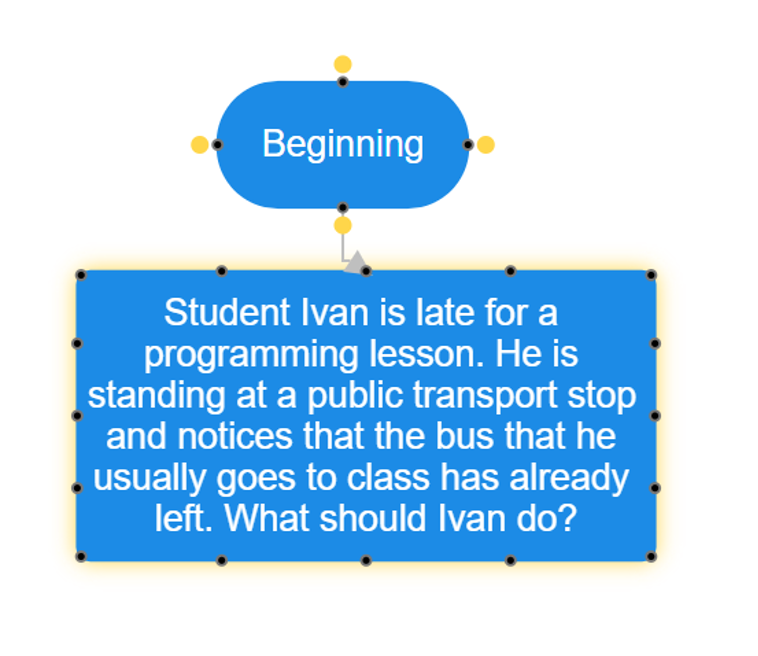 Beginning
Student Ivan is late for a
programming lesson. He is
standing at a public transport stop
and notices that the bus that he
usually goes to class has already
left. What should Ivan do?